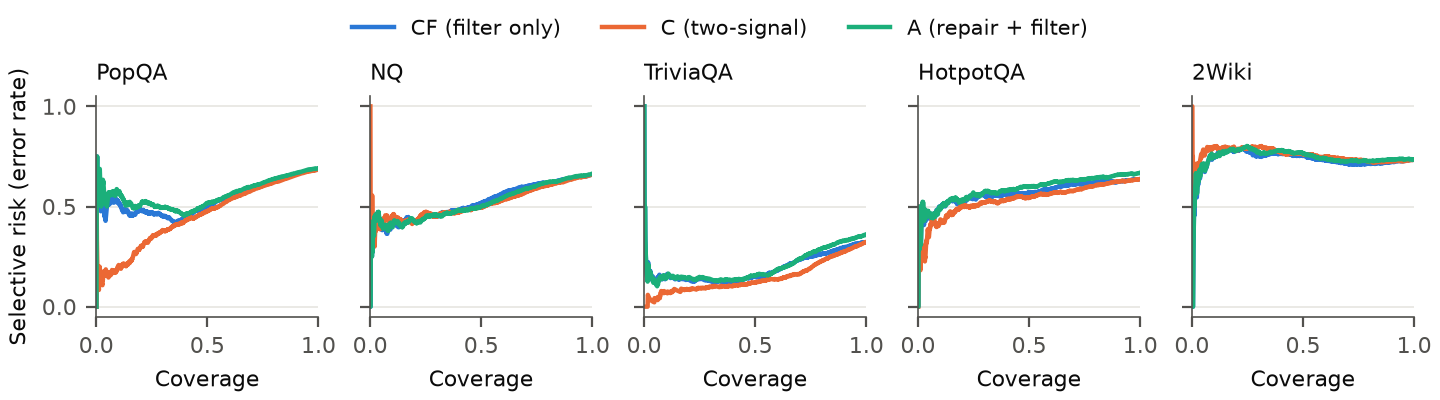 CF (filter only) C (two-signal) A (repair + filter)
PopQA NQ TriviaQA HotpotQA 2Wiki
Selective risk (error rate)
1.0
0.5
0.0
0.0 0.5 1.0 0.0 0.5 1.0 0.0 0.5 1.0 0.0 0.5 1.0 0.0 0.5 1.0
Coverage Coverage Coverage Coverage Coverage